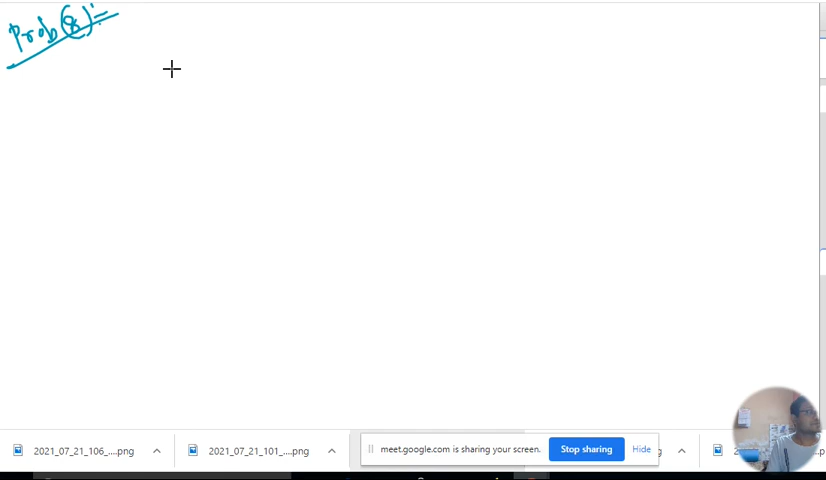 Prob(8):-
2021_07_21_106_....png
2021_07_21_101_....png
meet.google.com is sharing your screen.
Stop sharing
Hide